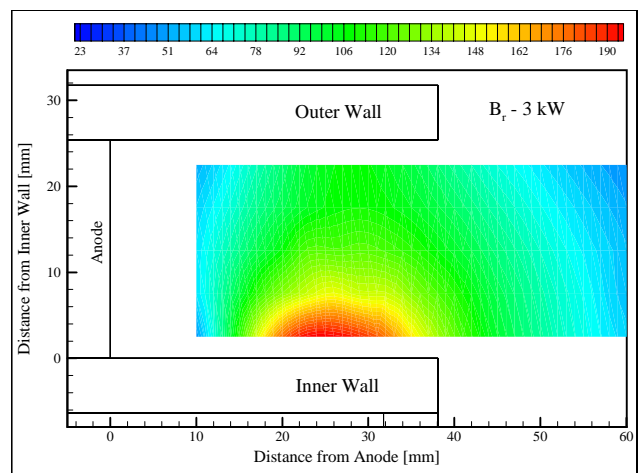 23 37 51 64 78 92 106 120 134 148 162 176 190
Outer Wall
B_r - 3 kW
Anode
Inner Wall
Distance from Inner Wall [mm]
30
20
10
0
0 10 20 30 40 50 60
Distance from Anode [mm]